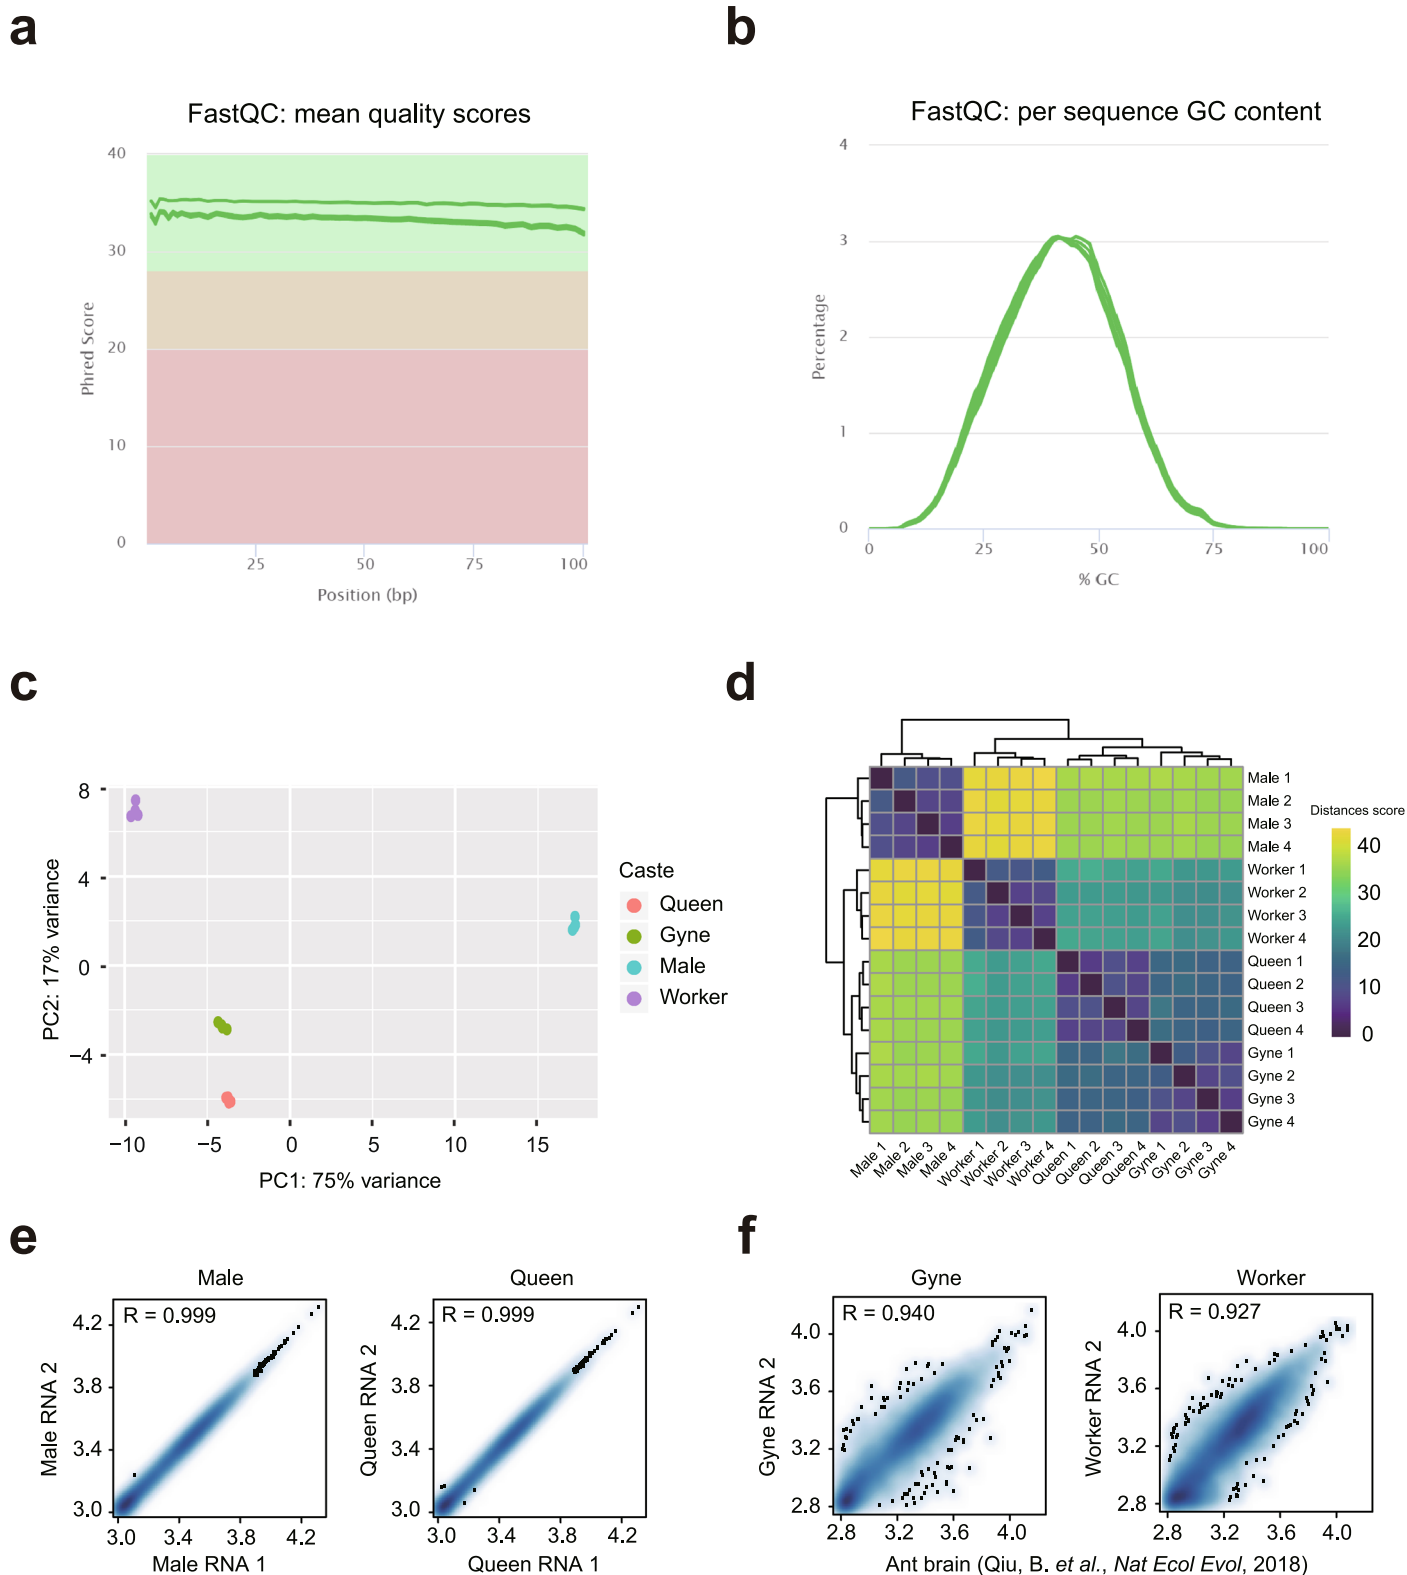 a
FastQC: mean quality scores
40
30
20
10
0
Phred Score
25
50
75
100
Position (bp)
b
FastQC: per sequence GC content
4
3
2
1
0
Percentage
0
25
50
75
100
% GC
c
8
4
0
−4
PC2: 17% variance
−10
−5
0
5
10
15
PC1: 75% variance
Caste
Queen
Gyne
Male
Worker
d
Male 1
Male 2
Male 3
Male 4
Worker 1
Worker 2
Worker 3
Worker 4
Queen 1
Queen 2
Queen 3
Queen 4
Gyne 1
Gyne 2
Gyne 3
Gyne 4
Male 1
Male 2
Male 3
Male 4
Worker 1
Worker 2
Worker 3
Worker 4
Queen 1
Queen 2
Queen 3
Queen 4
Gyne 1
Gyne 2
Gyne 3
Gyne 4
Distances score
40
30
20
10
0
e
Male
R = 0.999
4.2
3.8
3.4
3.0
Male RNA 2
3.0
3.4
3.8
4.2
Male RNA 1
Queen
R = 0.999
4.2
3.8
3.4
3.0
Queen RNA 2
3.0
3.4
3.8
4.2
Queen RNA 1
f
Gyne
R = 0.940
4.0
3.6
3.2
2.8
Gyne RNA 2
2.8
3.2
3.6
4.0
Worker
R = 0.927
4.0
3.6
3.2
2.8
Worker RNA 2
2.8
3.2
3.6
4.0
Ant brain (Qiu, B. et al., Nat Ecol Evol, 2018)